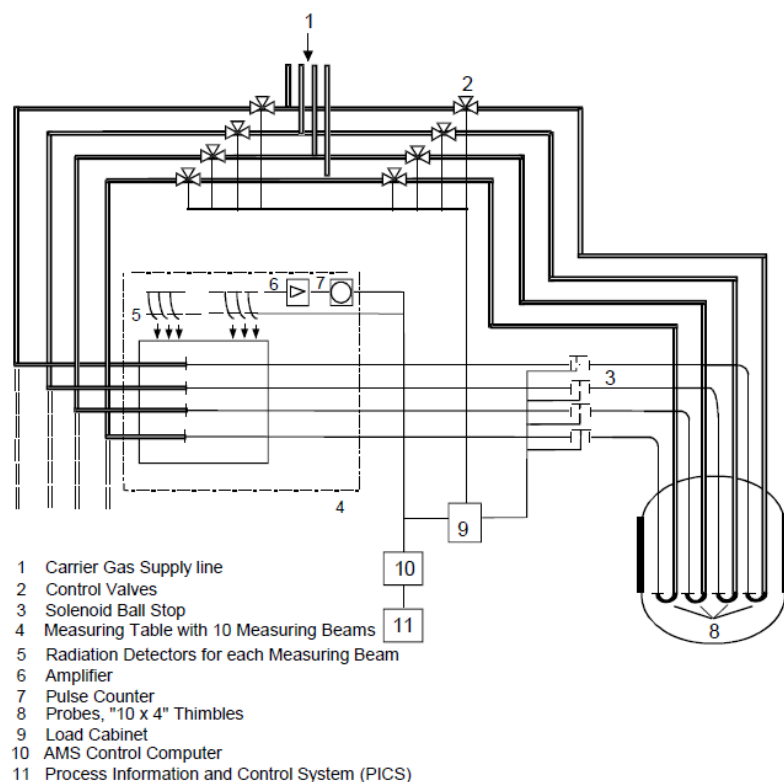 1
2
6
7
5
3
4
9
10
11
8
1 Carrier Gas Supply line
2 Control Valves
3 Solenoid Ball Stop
4 Measuring Table with 10 Measuring Beams
5 Radiation Detectors for each Measuring Beam
6 Amplifier
7 Pulse Counter
8 Probes, "10 x 4" Thimbles
9 Load Cabinet
10 AMS Control Computer
11 Process Information and Control System (PICS)